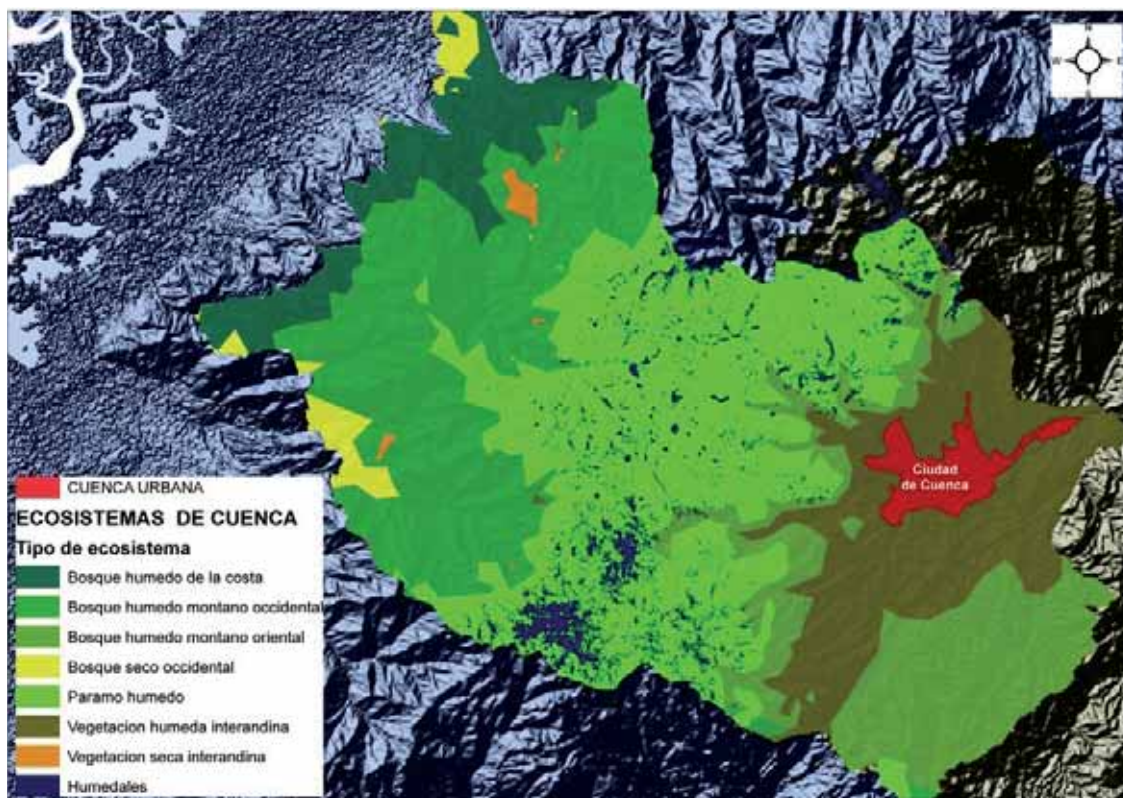 N
W
E
Ciudad
de Cuenca
CUENCA URBANA
ECOSISTEMAS DE CUENCA
Tipo de ecosistema
Bosque humedo de la costa
Bosque humedo montano occidental
Bosque humedo montano oriental
Bosque seco occidental
Paramo humedo
Vegetacion humeda interandina
Vegetacion seca interandina
Humedales